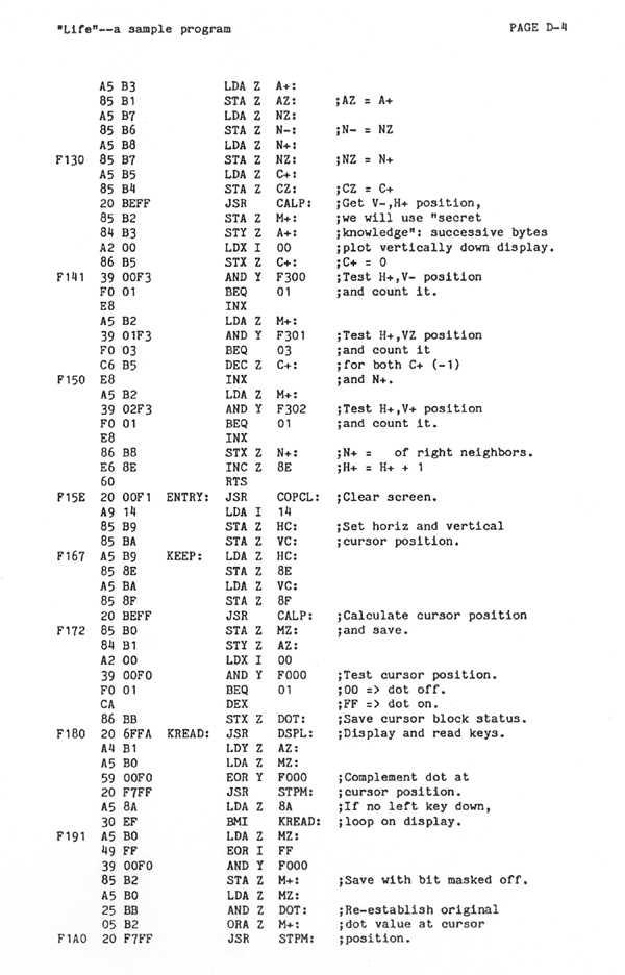 "Life"--a sample program PAGE D-4
A5 B3 LDA Z A+:
85 B1 STA Z AZ: ;AZ = A+
A5 B7 LDA Z NZ:
85 B6 STA Z N-: ;N- = NZ
A5 B8 LDA Z N+:
F130 85 B7 STA Z NZ: ;NZ = N+
A5 B5 LDA Z C+:
85 B4 STA Z CZ: ;CZ = C+
20 BEFF JSR CALP: ;Get V-,H+ position,
85 B2 STA Z M+: ;we will use "secret
84 B3 STY Z A+: ;knowledge": successive bytes
A2 00 LDX I 00 ;plot vertically down display.
86 B5 STX Z C+: ;C+ = 0
F141 39 00F3 AND Y F300 ;Test H+,V- position
F0 01 BEQ 01 ;and count it.
E8 INX
A5 B2 LDA Z M+:
39 01F3 AND Y F301 ;Test H+,VZ position
F0 03 BEQ 03 ;and count it
C6 B5 DEC Z C+: ;for both C+ (-1)
F150 E8 INX ;and N+.
A5 B2 LDA Z M+:
39 02F3 AND Y F302 ;Test H+,V+ position
F0 01 BEQ 01 ;and count it.
E8 INX
86 B8 STX Z N+: ;N+ = of right neighbors.
E6 8E INC Z 8E ;H+ = H+ + 1
60 RTS
F15E 20 00F1 ENTRY: JSR COPCL: ;Clear screen.
A9 14 LDA I 14
85 B9 STA Z HC: ;Set horiz and vertical
85 BA STA Z VC: ;cursor position.
F167 A5 B9 KEEP: LDA Z HC:
85 8E STA Z 8E
A5 BA LDA Z VC:
85 8F STA Z 8F
20 BEFF JSR CALP: ;Calculate cursor position
F172 85 B0 STA Z MZ: ;and save.
84 B1 STY Z AZ:
A2 00 LDX I 00
39 00F0 AND Y F000 ;Test cursor position.
F0 01 BEQ 01 ;00 => dot off.
CA DEX ;FF => dot on.
86 BB STX Z DOT: ;Save cursor block status.
F180 20 6FFA KREAD: JSR DSPL: ;Display and read keys.
A4 B1 LDY Z AZ:
A5 B0 LDA Z MZ:
59 00F0 EOR Y F000 ;Complement dot at
20 F7FF JSR STPM: ;cursor position.
A5 8A LDA Z 8A ;If no left key down,
30 EF BMI KREAD: ;loop on display.
F191 A5 B0 LDA Z MZ:
49 FF EOR I FF
39 00F0 AND Y F000
85 B2 STA Z M+: ;Save with bit masked off.
A5 B0 LDA Z MZ:
25 BB AND Z DOT: ;Re-establish original
05 B2 ORA Z M+: ;dot value at cursor
F1A0 20 F7FF JSR STPM: ;position.